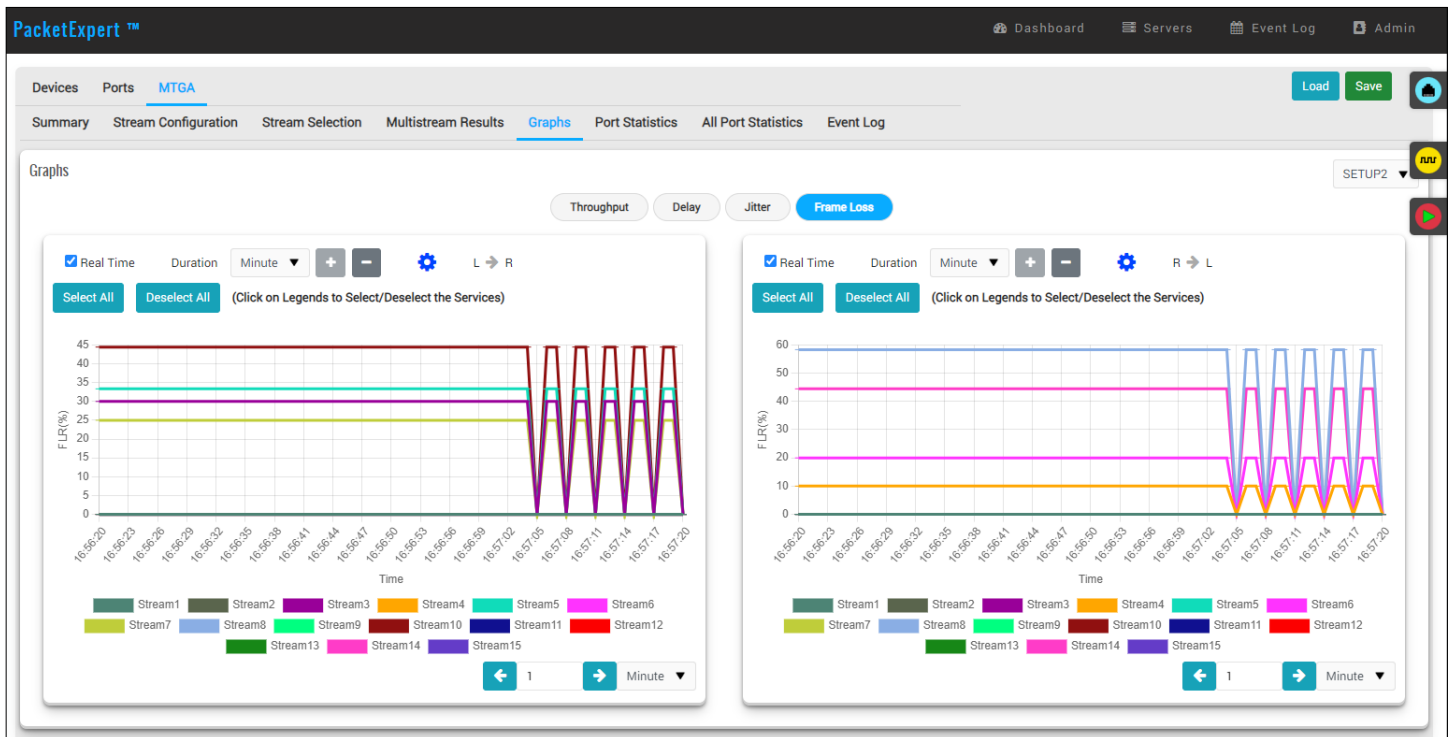 PacketExpert ™ Dashboard Servers Event Log Admin
Devices Ports MTGA Load Save
Summary Stream Configuration Stream Selection Multistream Results Graphs Port Statistics All Port Statistics Event Log
Graphs
SETUP2
Throughput Delay Jitter Frame Loss
Real Time Duration Minute + − L R
Select All Deselect All (Click on Legends to Select/Deselect the Services)
45
40
35
30
25
20
15
10
5
0
FLR(%)
16:56:20 16:56:23 16:56:26 16:56:29 16:56:32 16:56:35 16:56:38 16:56:41 16:56:44 16:56:47 16:56:50 16:56:53 16:56:56 16:56:59 16:57:02 16:57:05 16:57:08 16:57:11 16:57:14 16:57:17 16:57:20
Time
Stream1 Stream2 Stream3 Stream4 Stream5 Stream6
Stream7 Stream8 Stream9 Stream10 Stream11 Stream12
Stream13 Stream14 Stream15
1 Minute
Real Time Duration Minute + − R L
Select All Deselect All (Click on Legends to Select/Deselect the Services)
60
50
40
30
20
10
0
FLR(%)
16:56:20 16:56:23 16:56:26 16:56:29 16:56:32 16:56:35 16:56:38 16:56:41 16:56:44 16:56:47 16:56:50 16:56:53 16:56:56 16:56:59 16:57:02 16:57:05 16:57:08 16:57:11 16:57:14 16:57:17 16:57:20
Time
Stream1 Stream2 Stream3 Stream4 Stream5 Stream6
Stream7 Stream8 Stream9 Stream10 Stream11 Stream12
Stream13 Stream14 Stream15
1 Minute